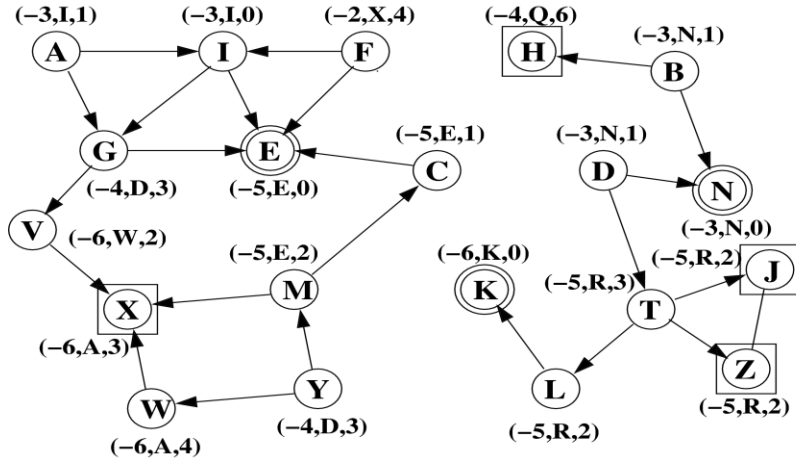 (−3,I,1) (−3,I,0) (−2,X,4) (−4,Q,6) (−3,N,1)
A I F H B
(−3,N,1)
G E C D N
(−4,D,3) (−5,E,0) (−5,E,1) (−3,N,0)
V (−6,W,2) (−5,E,2) (−6,K,0) (−5,R,2)
X M K (−5,R,3) T J
(−6,A,3)
W Y L Z
(−6,A,4) (−4,D,3) (−5,R,2) (−5,R,2)